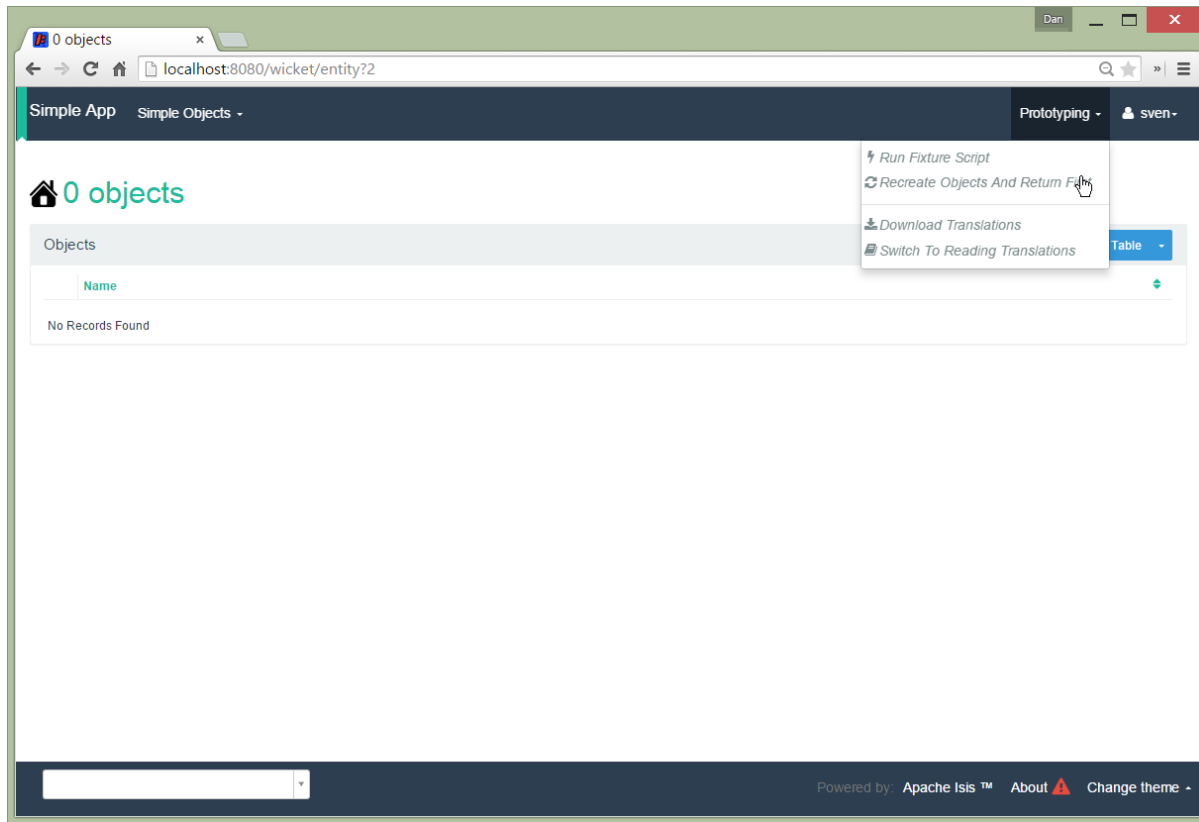 Dan
0 objects
localhost:8080/wicket/entity?2
Simple App Simple Objects Prototyping sven
Run Fixture Script
Recreate Objects And Return
0 objects
Download Translations
Objects Table
Switch To Reading Translations
Name
No Records Found
Powered by: Apache Isis ™ About Change theme